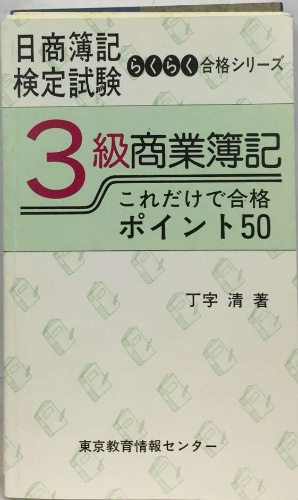 日商簿記
検定試験
らくらく合格シリーズ
3級商業簿記
これだけで合格
ポイント50
丁字 清 著
東京教育情報センター